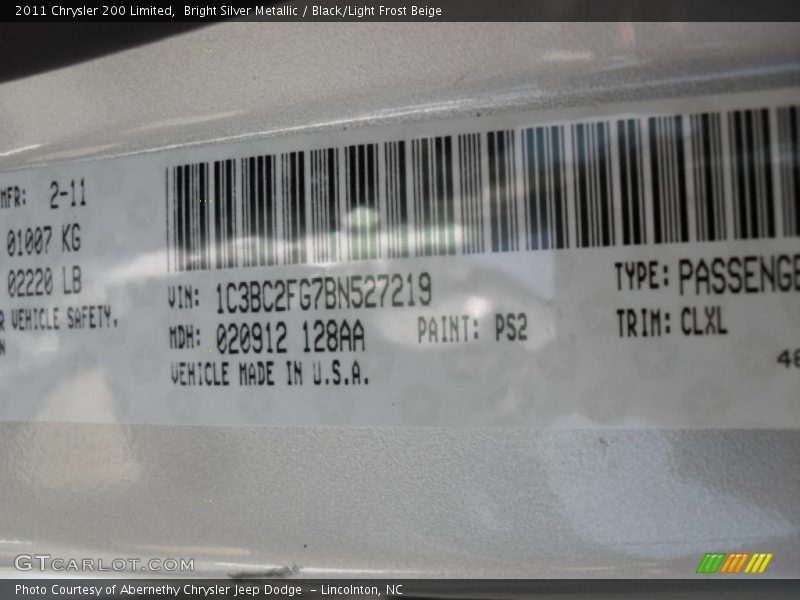 2011 Chrysler 200 Limited, Bright Silver Metallic / Black/Light Frost Beige
MFR: 2-11
01007 KG
02220 LB
VEHICLE SAFETY.
VIN: 1C3BC2FG7BN527219
TYPE: PASSENGE
MDH: 020912 128AA
PAINT: PS2
TRIM: CLXL
VEHICLE MADE IN U.S.A.
GTCARLOT.COM
Photo Courtesy of Abernethy Chrysler Jeep Dodge - Lincolnton, NC